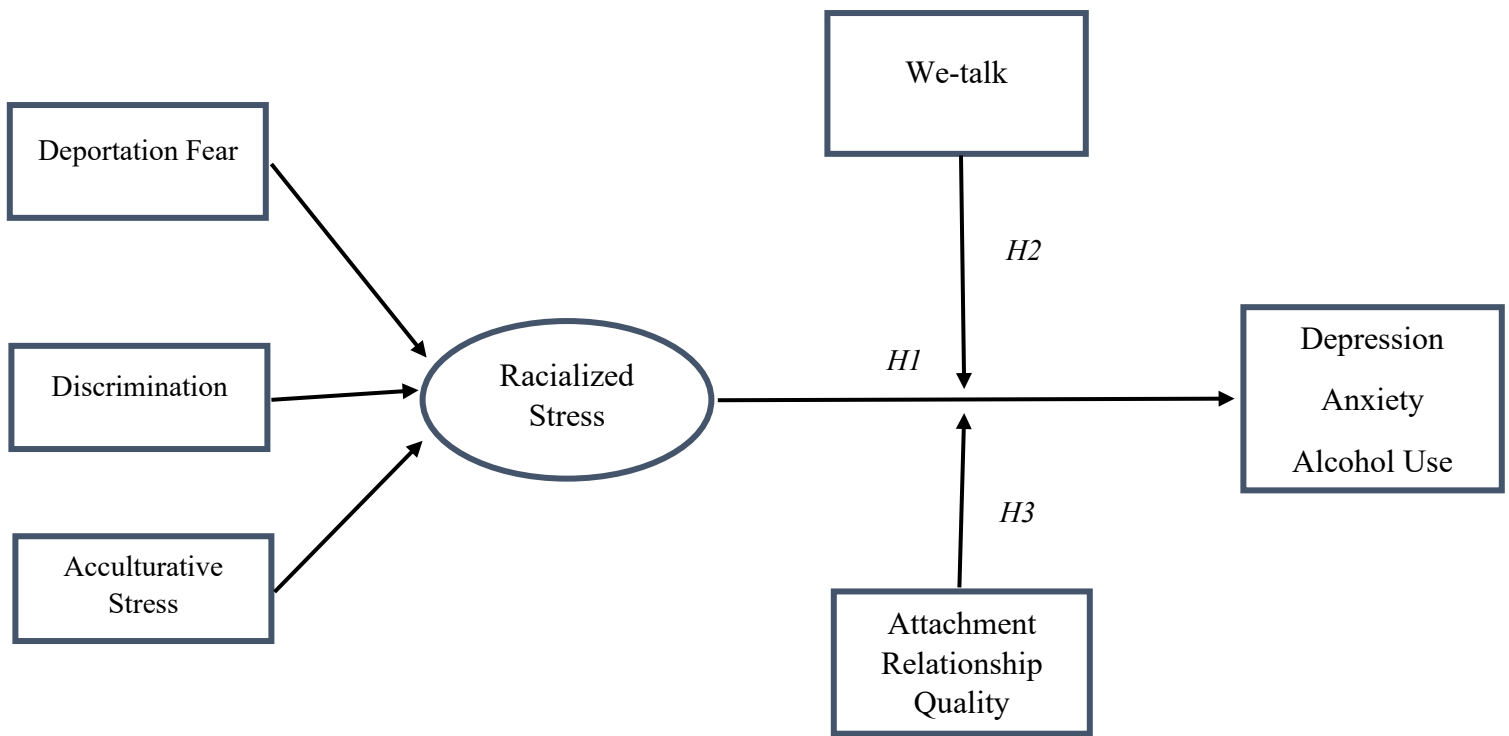 We-talk
Deportation Fear
H2
Discrimination
Racialized
Stress
H1
Depression
Anxiety
Alcohol Use
H3
Acculturative
Stress
Attachment
Relationship
Quality